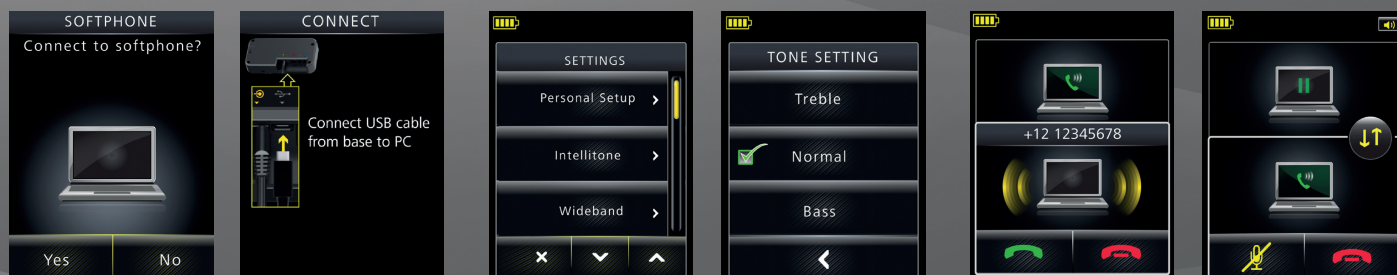 SOFTPHONE
Connect to softphone?
Yes No
CONNECT
Connect USB cable
from base to PC
SETTINGS
Personal Setup
Intellitone
Wideband
TONE SETTING
Treble
Normal
Bass
+12 12345678